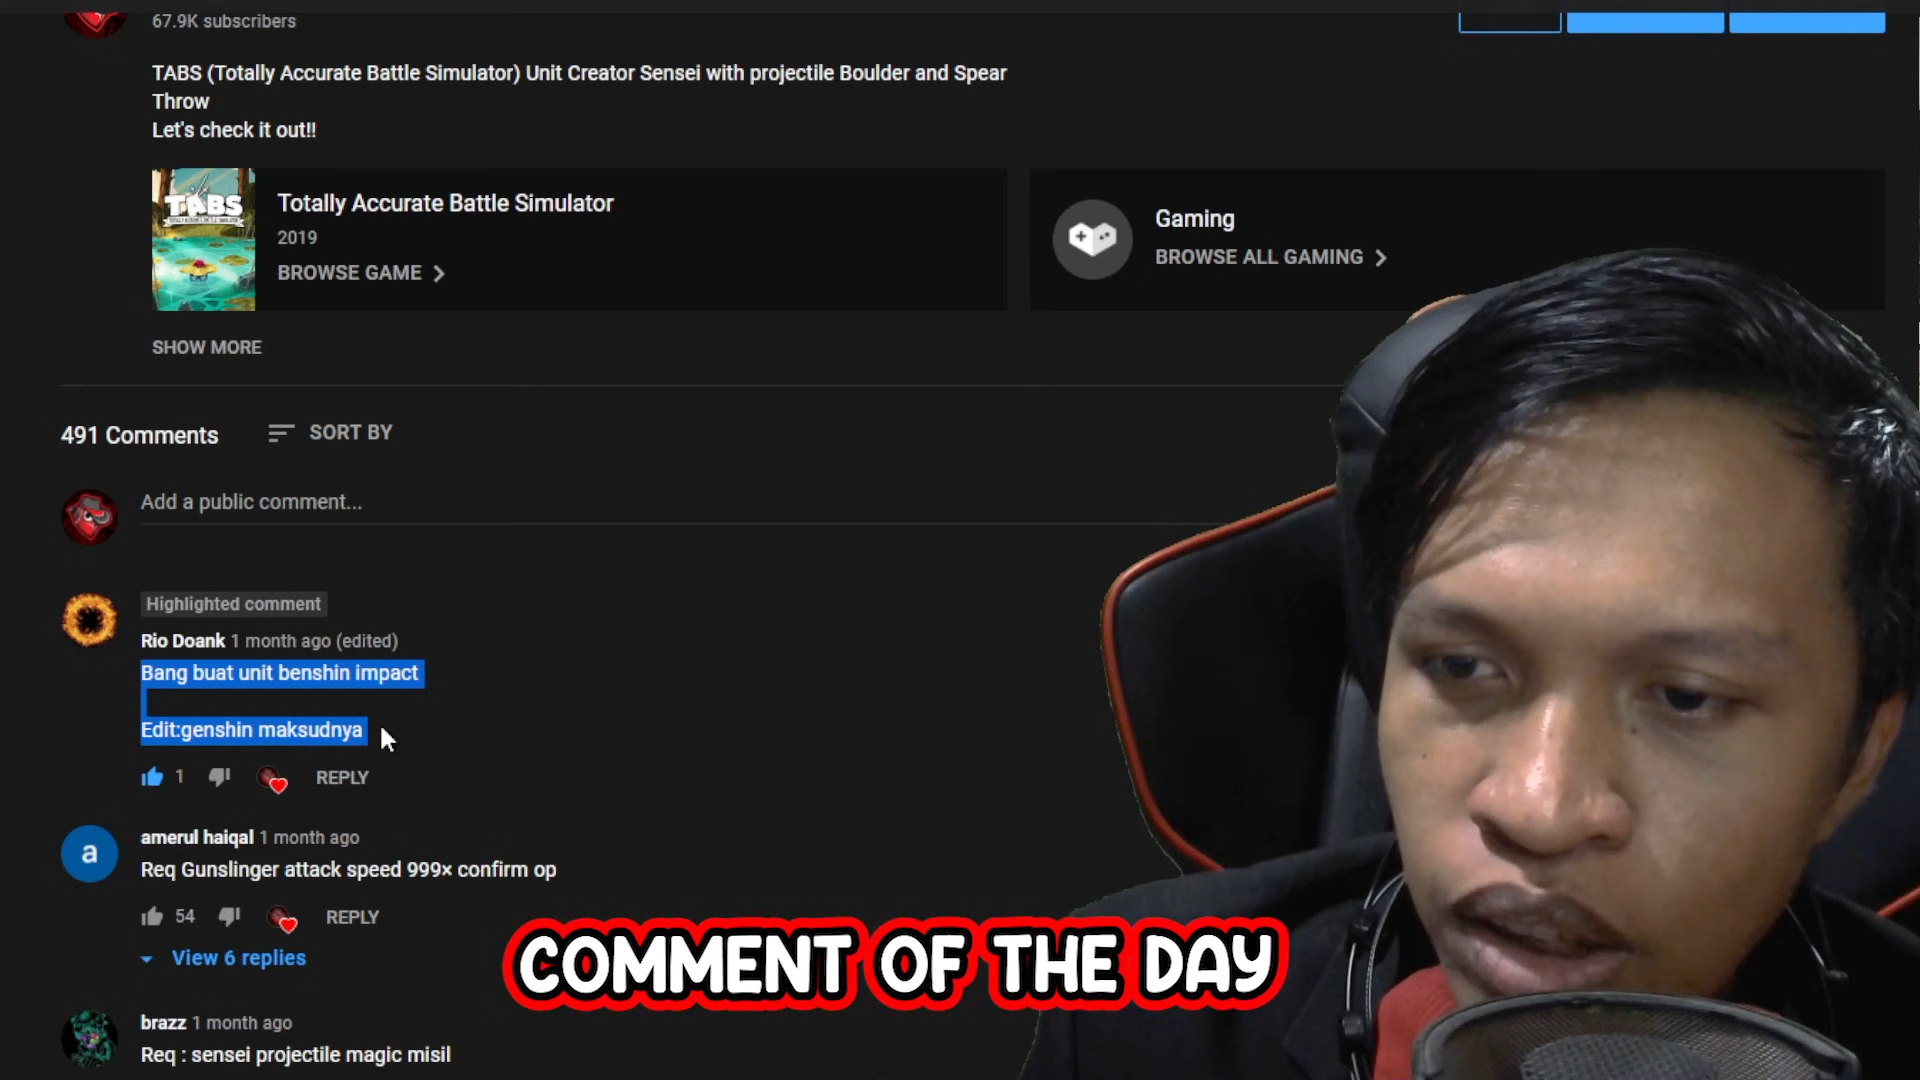 67.9K subscribers
TABS (Totally Accurate Battle Simulator) Unit Creator Sensei with projectile Boulder and Spear
Throw
Let's check it out!!
TABS
Totally Accurate Battle Simulator
2019
BROWSE GAME
Gaming
BROWSE ALL GAMING
SHOW MORE
491 Comments
SORT BY
Add a public comment...
Highlighted comment
Rio Doank 1 month ago (edited)
Bang buat unit benshin impact
Edit:genshin maksudnya
1
REPLY
amerul haiqal 1 month ago
a
Req Gunslinger attack speed 999× confirm op
54
REPLY
View 6 replies
COMMENT OF THE DAY
brazz 1 month ago
Req : sensei projectile magic misil